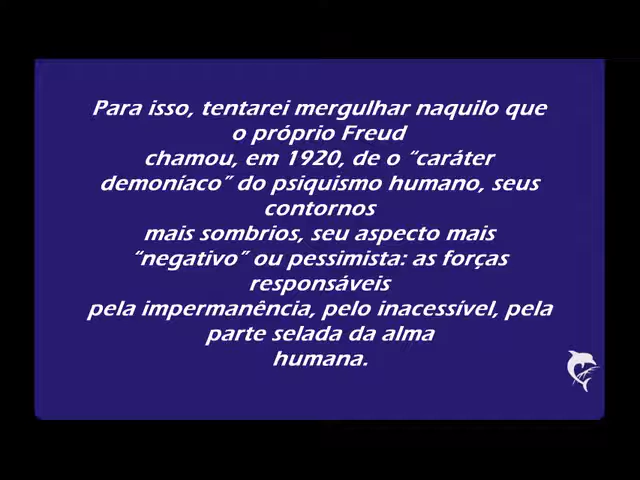 Para isso, tentarei mergulhar naquilo que
o próprio Freud
chamou, em 1920, de o “caráter
demoníaco” do psiquismo humano, seus
contornos
mais sombrios, seu aspecto mais
“negativo” ou pessimista: as forças
responsáveis
pela impermanência, pelo inacessível, pela
parte selada da alma
humana.